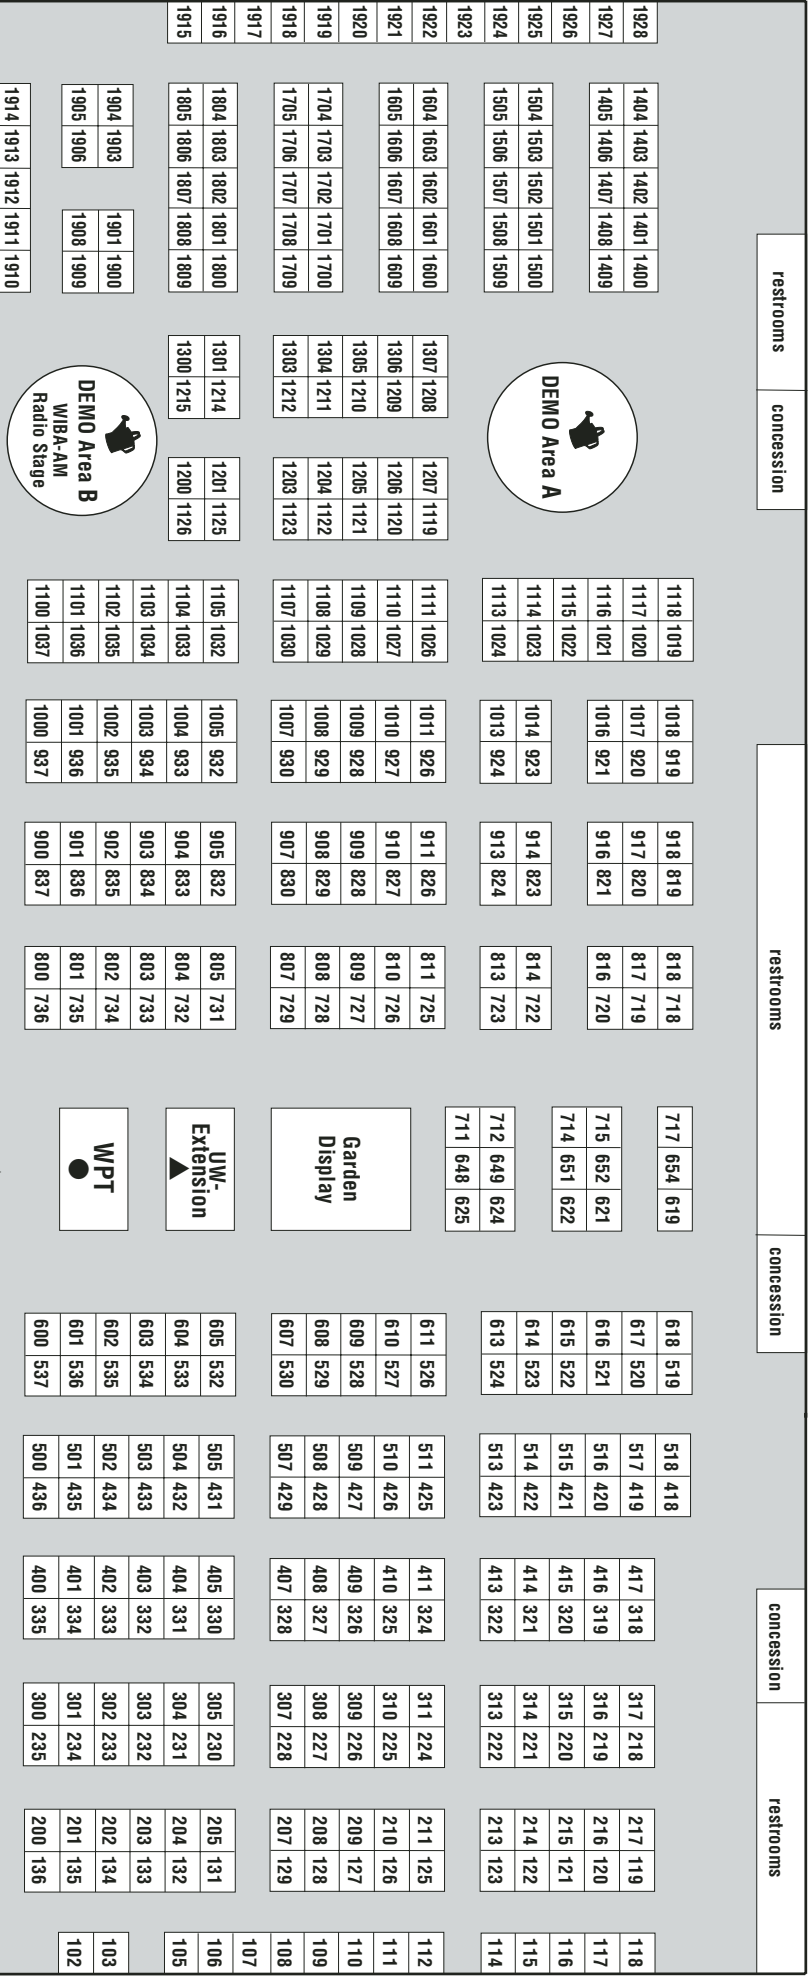 restrooms concession restrooms concession concession restrooms
1118 1019 1018 919 918 819 818 718 717 654 619 618 519 518 418
1928 1404 1403 1402 1401 1400 1117 1020 1017 920 917 820 817 719 617 520 517 419 417 318 317 218 217 119 118
1927 1405 1406 1407 1408 1409 1116 1021 1016 921 916 821 816 720 715 652 621 616 521 516 420 416 319 316 219 216 120 117
1926 1115 1022 714 651 622 615 522 515 421 415 320 315 220 215 121 116
1925 1504 1503 1502 1501 1500 DEMO Area A 1114 1023 1014 923 914 823 814 722 614 523 514 422 414 321 314 221 214 122 115
1924 1505 1506 1507 1508 1509 1113 1024 1013 924 913 824 813 723 712 649 624 613 524 513 423 413 322 313 222 213 123 114
1923 711 648 625
1922 1604 1603 1602 1601 1600 1307 1208 1207 1119 1111 1026 1011 926 911 826 811 725 611 526 511 425 411 324 311 224 211 125 112
1921 1605 1606 1607 1608 1609 1306 1209 1206 1120 1110 1027 1010 927 910 827 810 726 610 527 510 426 410 325 310 225 210 126 111
1920 1305 1210 1205 1121 1109 1028 1009 928 909 828 809 727 609 528 509 427 409 326 309 226 209 127 110
1919 1704 1703 1702 1701 1700 1304 1211 1204 1122 1108 1029 1008 929 908 829 808 728 608 529 508 428 408 327 308 227 208 128 109
1918 1705 1706 1707 1708 1709 1303 1212 1203 1123 1107 1030 1007 930 907 830 807 729 607 530 507 429 407 328 307 228 207 129 108
Garden
Display
1917 107
1916 1804 1803 1802 1801 1800 1301 1214 1201 1125 1105 1032 1005 932 905 832 805 731 605 532 505 431 405 330 305 230 205 131 106
1915 1805 1806 1807 1808 1809 1300 1215 1200 1126 1104 1033 1004 933 904 833 804 732 604 533 504 432 404 331 304 231 204 132 105
UW-
Extension
1103 1034 1003 934 903 834 803 733 603 534 503 433 403 332 303 232 203 133
1904 1903 1901 1900 1102 1035 1002 935 902 835 802 734 602 535 502 434 402 333 302 233 202 134 103
1905 1906 1908 1909 1101 1036 1001 936 901 836 801 735 601 536 501 435 401 334 301 234 201 135 102
WPT
DEMO Area B
WIBA-AM
Radio Stage
1100 1037 1000 937 900 837 800 736 600 537 500 436 400 335 300 235 200 136
1914 1913 1912 1911 1910